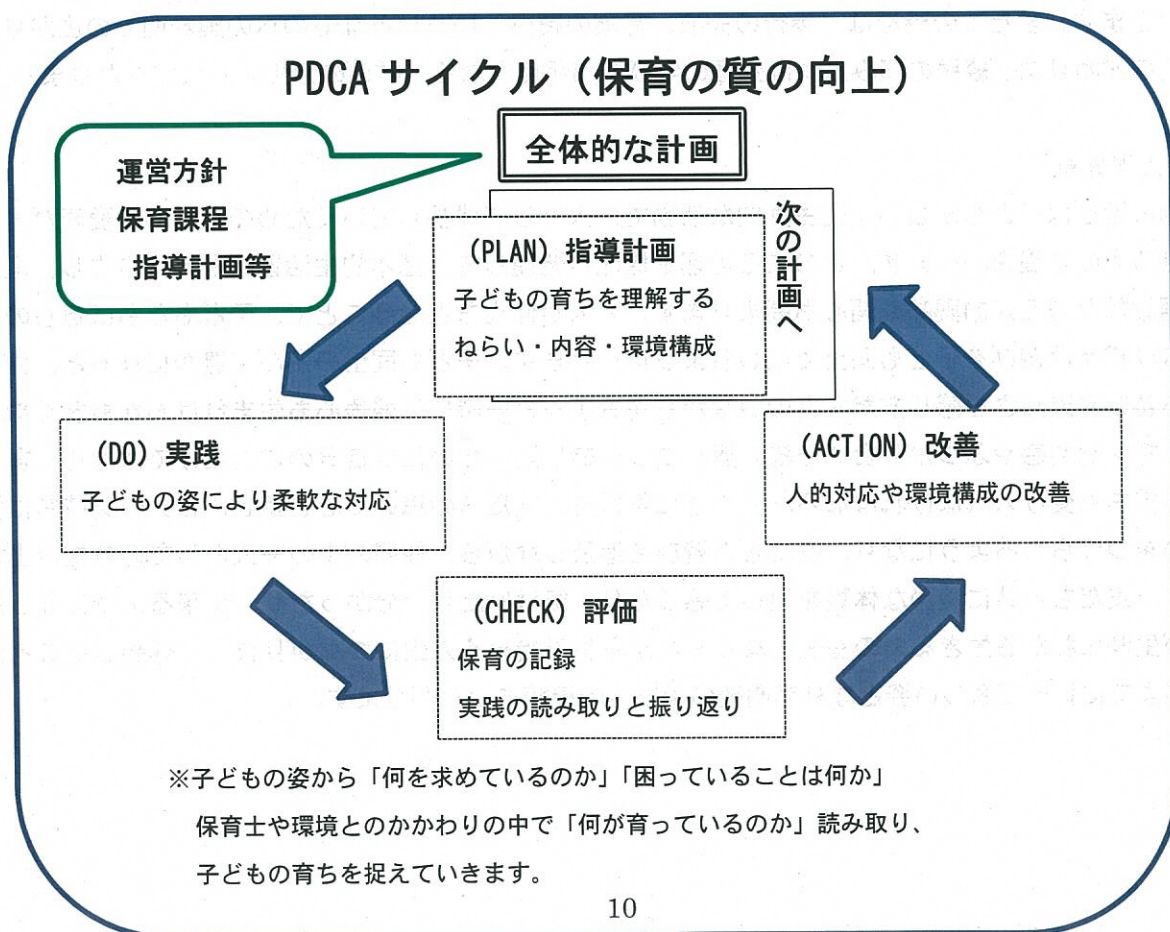 PDCA サイクル（保育の質の向上）
全体的な計画
運営方針
保育課程
指導計画等
(PLAN) 指導計画
子どもの育ちを理解する
ねらい・内容・環境構成
次の計画へ
(DO) 実践
子どもの姿により柔軟な対応
(ACTION) 改善
人的対応や環境構成の改善
(CHECK) 評価
保育の記録
実践の読み取りと振り返り
※子どもの姿から「何を求めているのか」「困っていることは何か」
保育士や環境とのかかわりの中で「何が育っているのか」読み取り、
子どもの育ちを捉えていきます。
10